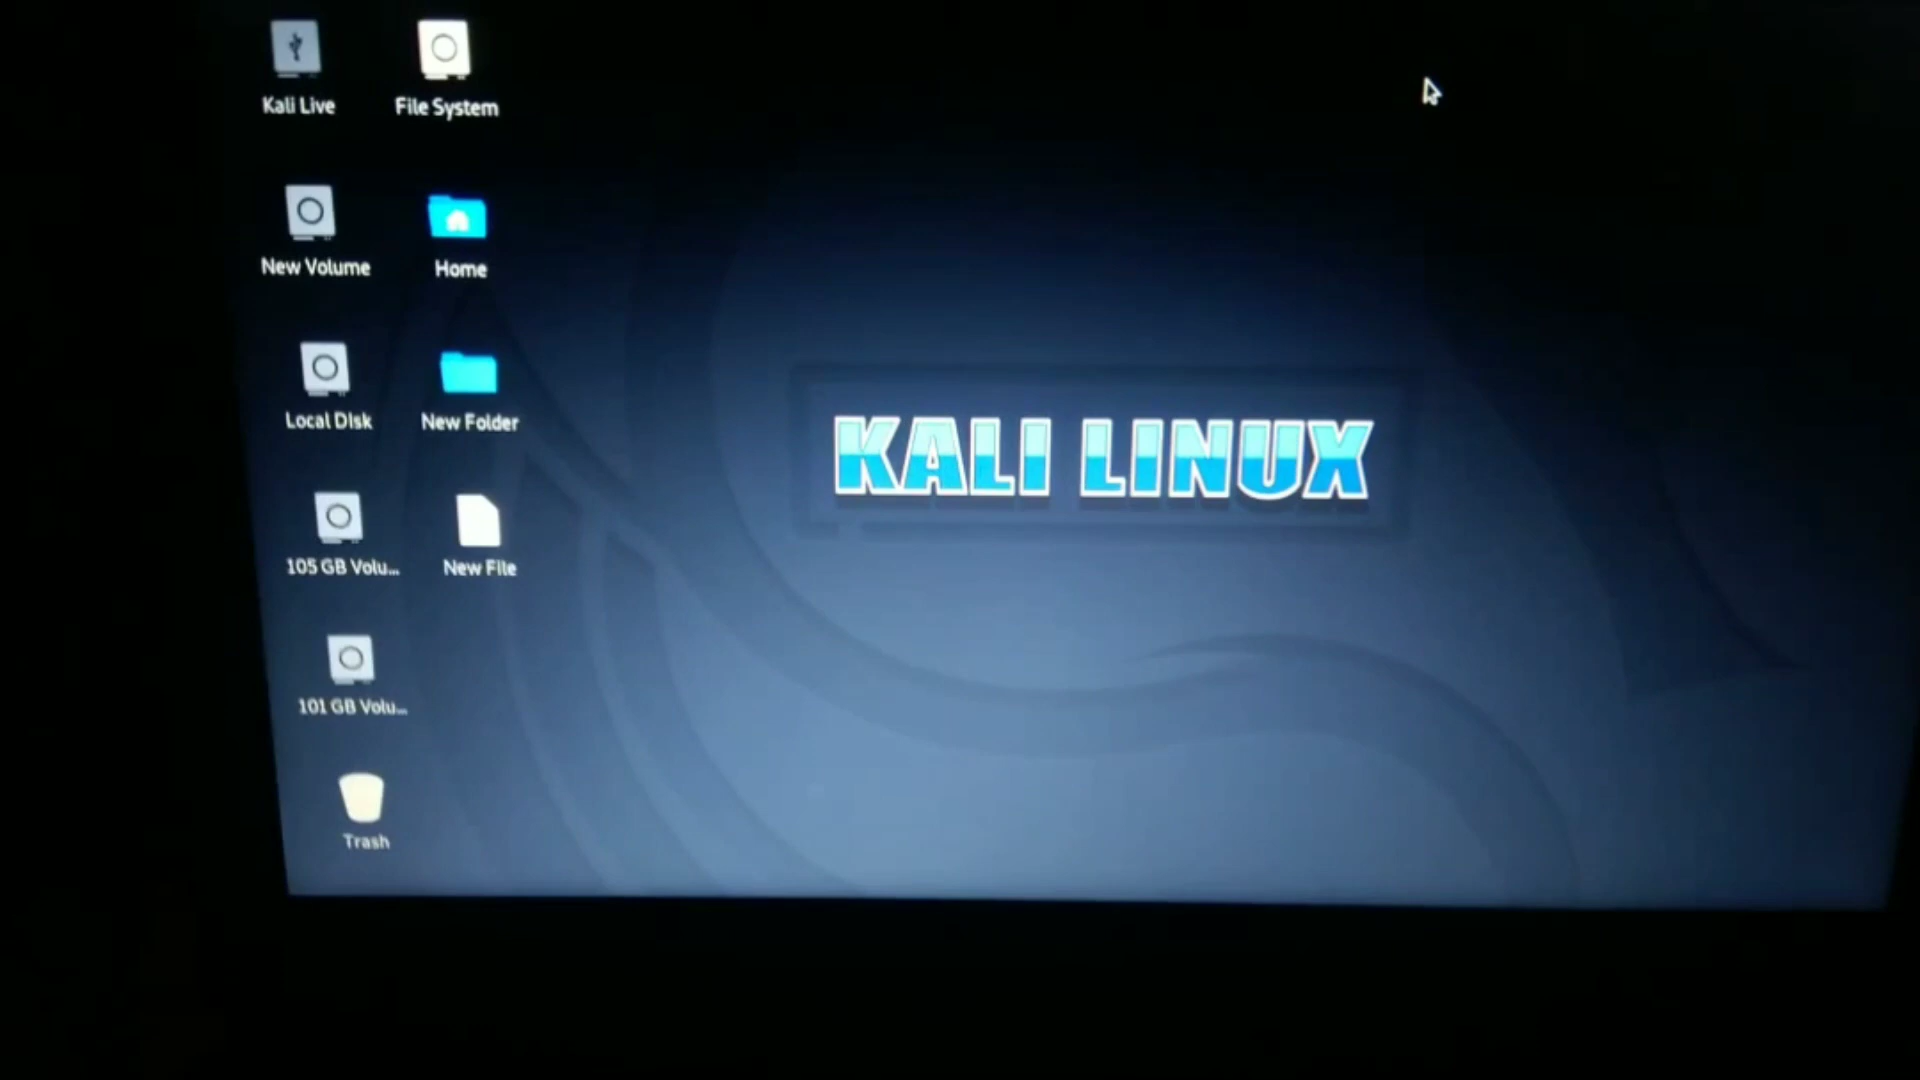 Kali Live
File System
New Volume
Home
Local Disk
New Folder
105 GB Volu...
New File
101 GB Volu...
Trash
KALI LINUX